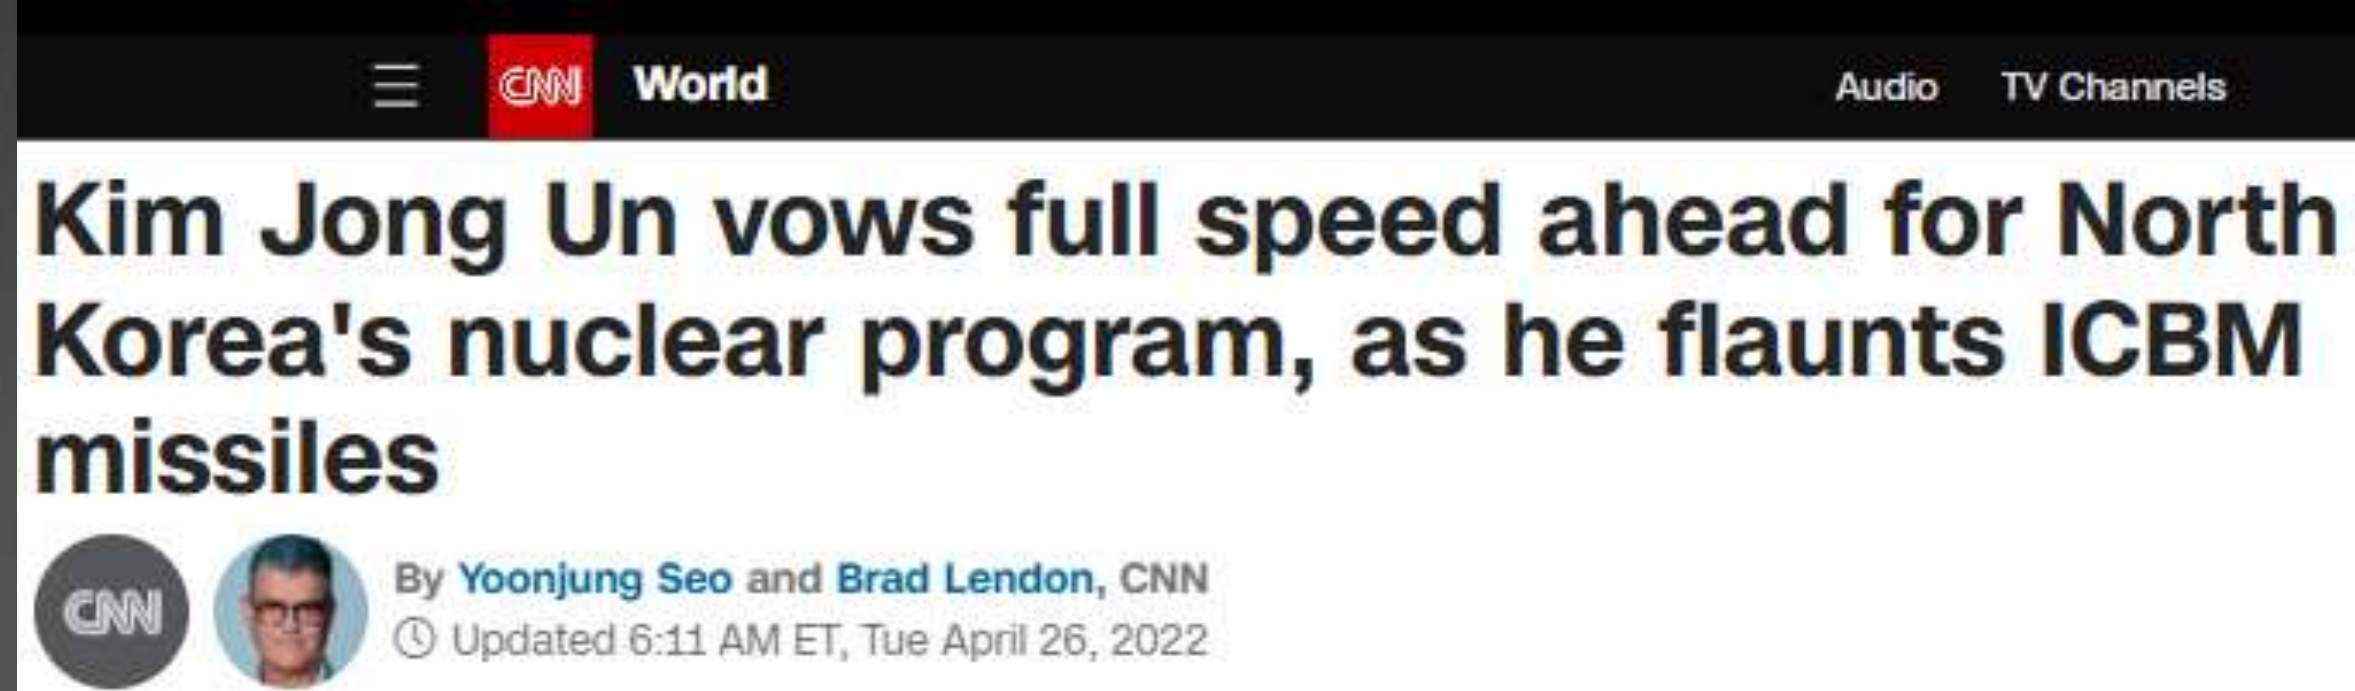 CNN World Audio TV Channels
Kim Jong Un vows full speed ahead for North
Korea's nuclear program, as he flaunts ICBM
missiles
CNN
By Yoonjung Seo and Brad Lendon, CNN
Updated 6:11 AM ET, Tue April 26, 2022